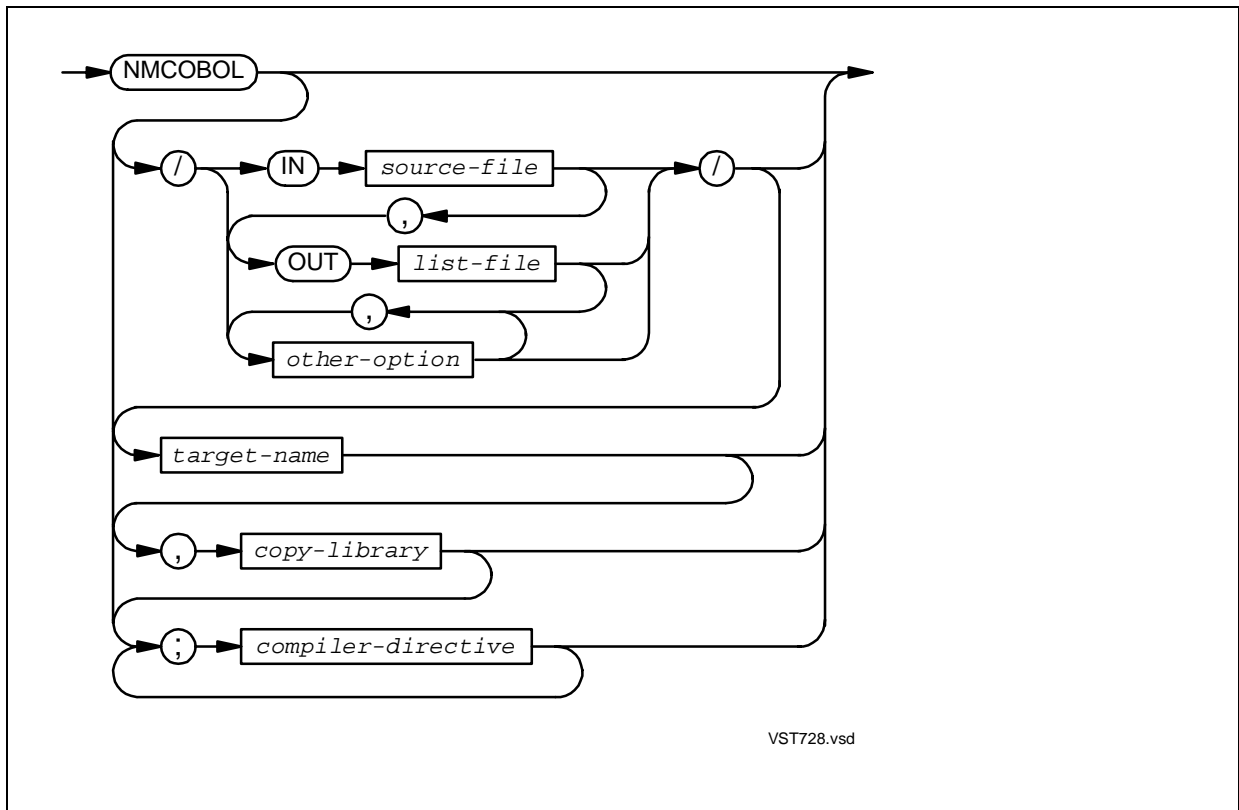 NMCOBOL
/ IN source-file /
,
OUT list-file
,
other-option
target-name
, copy-library
; compiler-directive
VST728.vsd